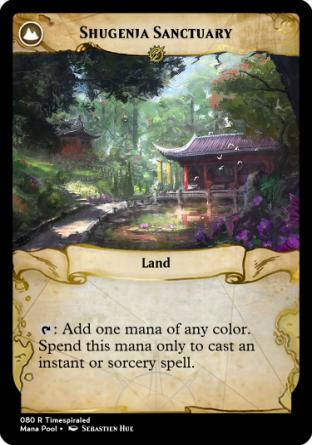 Shugenja Sanctuary
Land
: Add one mana of any color.
Spend this mana only to cast an
instant or sorcery spell.
080 R Timespiraled
Mana Pool • Sebastien Hue